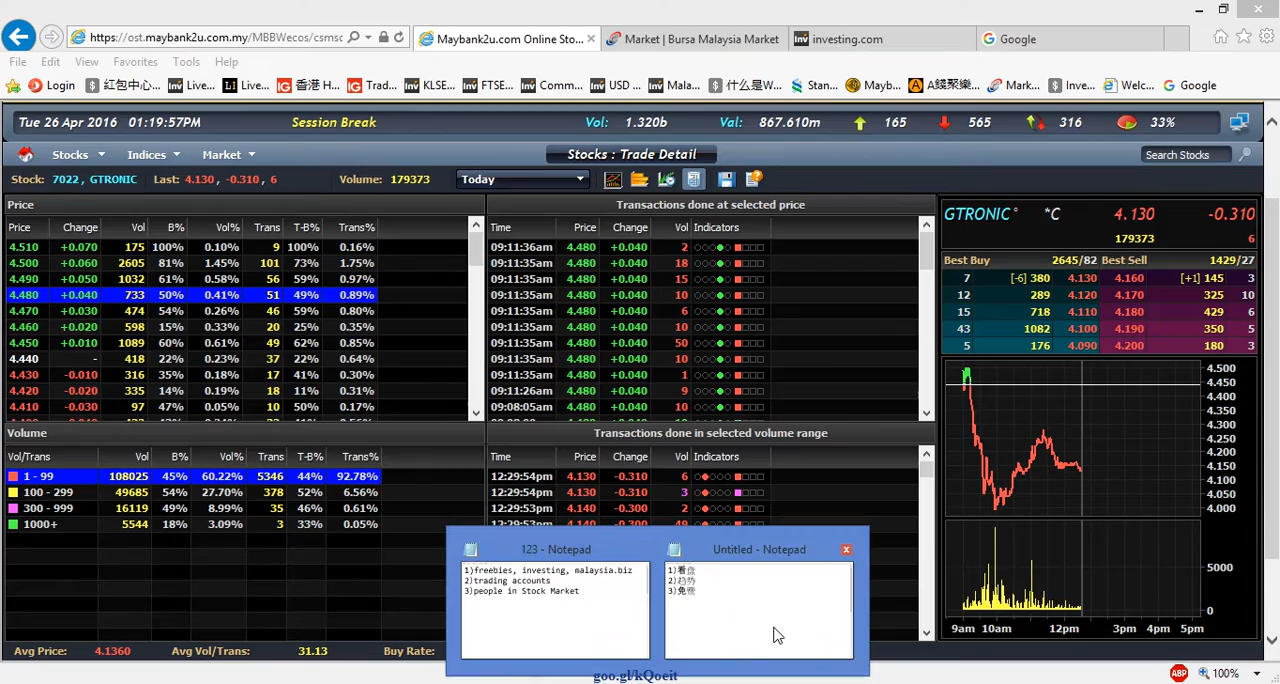 https://ost.maybank2u.com.my/MBBWecos/csmsc
Maybank2u.com Online Sto...
Market | Bursa Malaysia Market
investing.com
Google
File Edit View Favorites Tools Help
Login 紅包中心... Live... Live... 香港 H... Trad... KLSE... FTSE... Comm... USD ... Mala... 什么是W... Stan... Mayb... A錢聚樂... Mark... Inve... Welc... Google
Tue 26 Apr 2016 01:19:57PM Session Break Vol: 1.320b Val: 867.610m 165 565 316 33%
Stocks Indices Market Stocks : Trade Detail Search Stocks
Stock: 7022, GTRONIC Last: 4.130, -0.310, 6 Volume: 179373 Today
Price
Price Change Vol B% Vol% Trans T-B% Trans%
4.510 +0.070 175 100% 0.10% 9 100% 0.16%
4.500 +0.060 2605 81% 1.45% 101 73% 1.75%
4.490 +0.050 1032 61% 0.58% 56 59% 0.97%
4.480 +0.040 733 50% 0.41% 51 49% 0.89%
4.470 +0.030 474 54% 0.26% 46 59% 0.80%
4.460 +0.020 598 15% 0.33% 20 25% 0.35%
4.450 +0.010 1089 60% 0.61% 49 62% 0.85%
4.440 - 418 22% 0.23% 37 22% 0.64%
4.430 -0.010 316 35% 0.18% 17 41% 0.30%
4.420 -0.020 335 14% 0.19% 18 11% 0.31%
4.410 -0.030 97 47% 0.05% 10 50% 0.17%
Transactions done at selected price
Time Price Change Vol Indicators
09:11:36am 4.480 +0.040 2
09:11:35am 4.480 +0.040 18
09:11:35am 4.480 +0.040 15
09:11:35am 4.480 +0.040 10
09:11:35am 4.480 +0.040 6
09:11:35am 4.480 +0.040 10
09:11:35am 4.480 +0.040 50
09:11:35am 4.480 +0.040 10
09:11:35am 4.480 +0.040 1
09:11:26am 4.480 +0.040 9
09:08:05am 4.480 +0.040 10
GTRONIC *C 4.130 -0.310
179373 6
Best Buy 2645/82 Best Sell 1429/27
7 [-6] 380 4.130 4.160 [+1] 145 3
12 289 4.120 4.170 325 10
15 718 4.110 4.180 429 6
43 1082 4.100 4.190 350 5
5 176 4.090 4.200 180 3
4.500
4.450
4.400
4.350
4.300
4.250
4.200
4.150
4.100
4.050
4.000
5000
0
9am 10am 12pm 3pm 4pm 5pm
Volume
Vol/Trans Vol B% Vol% Trans T-B% Trans%
1 - 99 108025 45% 60.22% 5346 44% 92.78%
100 - 299 49685 54% 27.70% 378 52% 6.56%
300 - 999 16119 51% 8.99% 35 46% 0.61%
1000+ 5544 18% 3.09% 3 33% 0.05%
Transactions done in selected volume range
Time Price Change Vol Indicators
12:29:54pm 4.130 -0.310 6
12:29:54pm 4.130 -0.310 3
12:29:53pm 4.140 -0.300 2
12:29:53pm 4.140 -0.300 49
123 - Notepad
1)freebies, investing, malaysia.biz
2)trading accounts
3)people in Stock Market
Untitled - Notepad
1)看盘
2)趋势
3)免费
Avg Price: 4.1360 Avg Vol/Trans: 31.13 Buy Rate:
goo.gl/kQoeit
ABP 100%